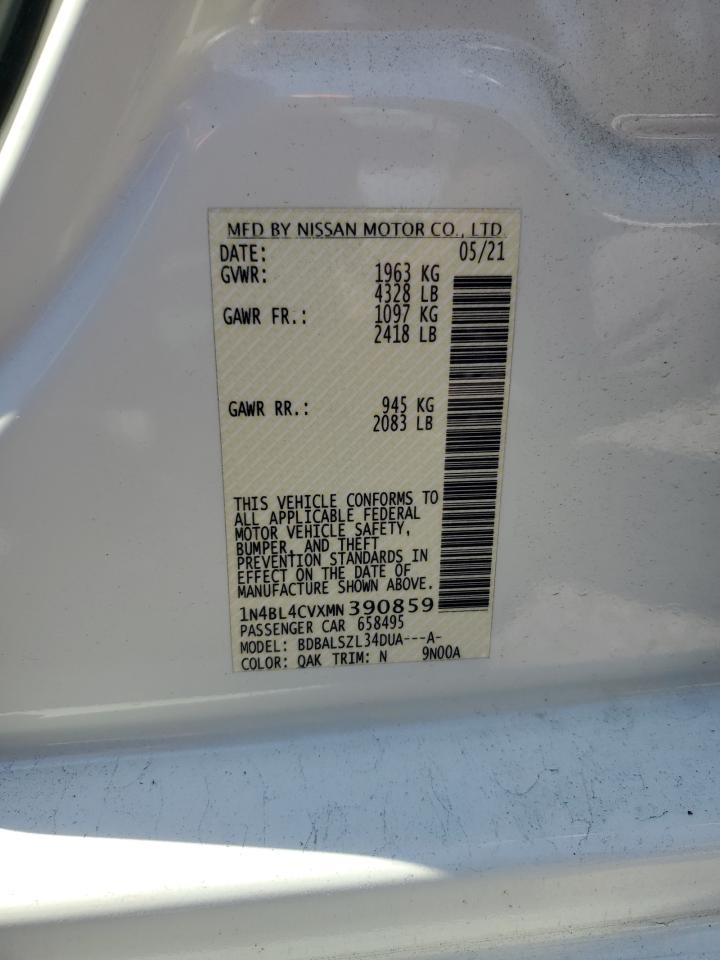 MFD BY NISSAN MOTOR CO., LTD.
DATE: 05/21
GVWR: 1963 KG
4328 LB
GAWR FR.: 1097 KG
2418 LB
GAWR RR.: 945 KG
2083 LB
THIS VEHICLE CONFORMS TO
ALL APPLICABLE FEDERAL
MOTOR VEHICLE SAFETY,
BUMPER, AND THEFT
PREVENTION STANDARDS IN
EFFECT ON THE DATE OF
MANUFACTURE SHOWN ABOVE.
1N4BL4CVXMN390859
PASSENGER CAR 658495
MODEL: BDBALSZL34DUA---A-
COLOR: QAK TRIM: N 9N00A